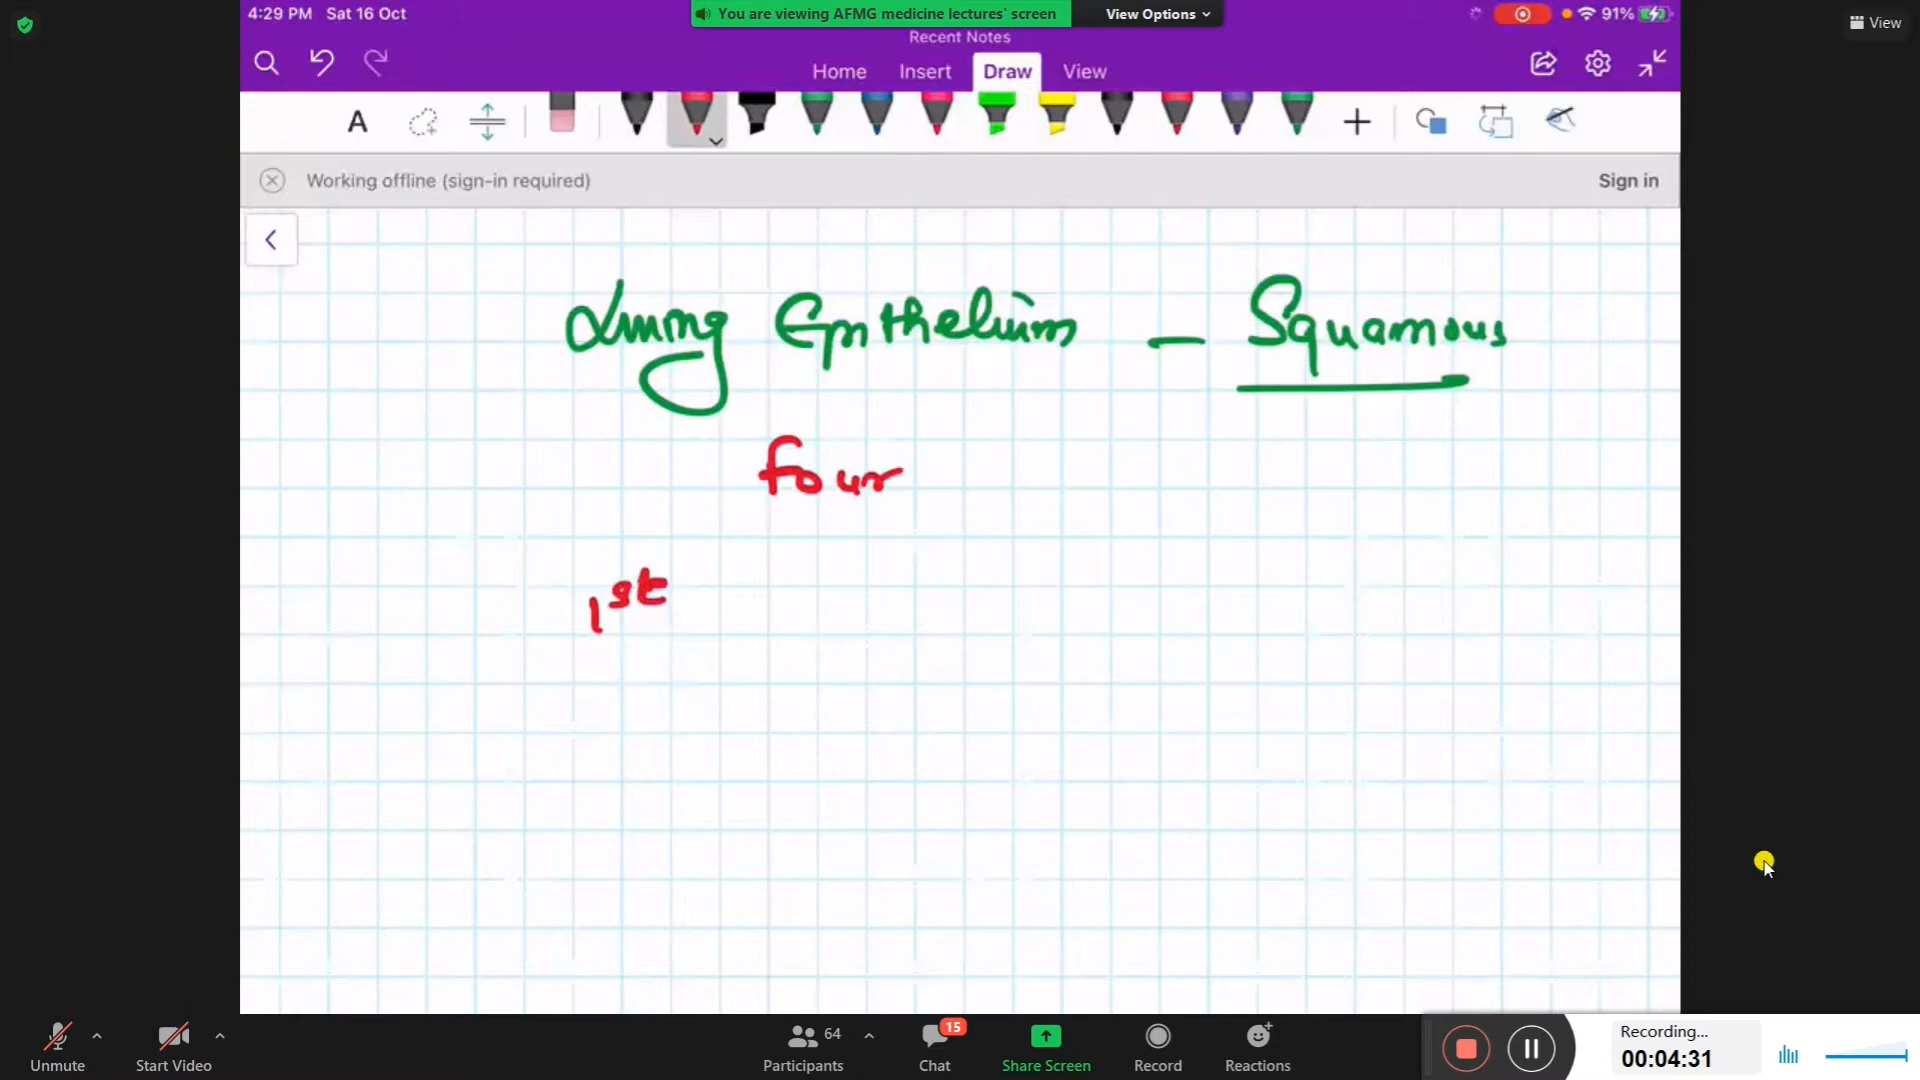 4:29 PM Sat 16 Oct
You are viewing AFMG medicine lectures' screen
View Options
91%
View
Recent Notes
Home Insert Draw View
A
Working offline (sign-in required)
Sign in
Lining Epithelium - Squamous
four
1st
Unmute
Start Video
64
Participants
15
Chat
Share Screen
Record
Reactions
Recording...
00:04:31